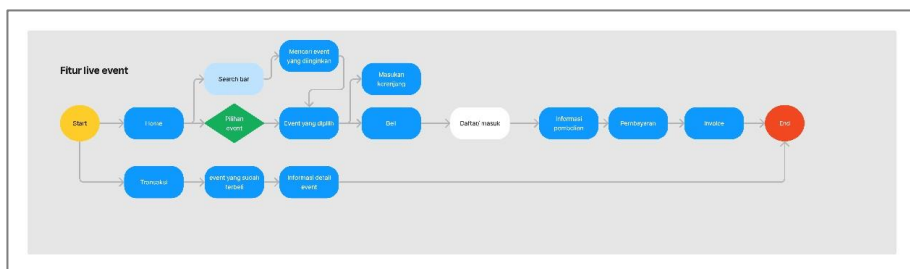 Fitur live event
Mencari event
yang diinginkan
Search bar
Masukan
keranjang
Start
Home
Pilihan
event
Event yang dipilih
Beli
Daftar/ masuk
Informasi
pembelian
Pembayaran
Invoice
End
Transaksi
event yang sudah
terbeli
Informasi detail
event